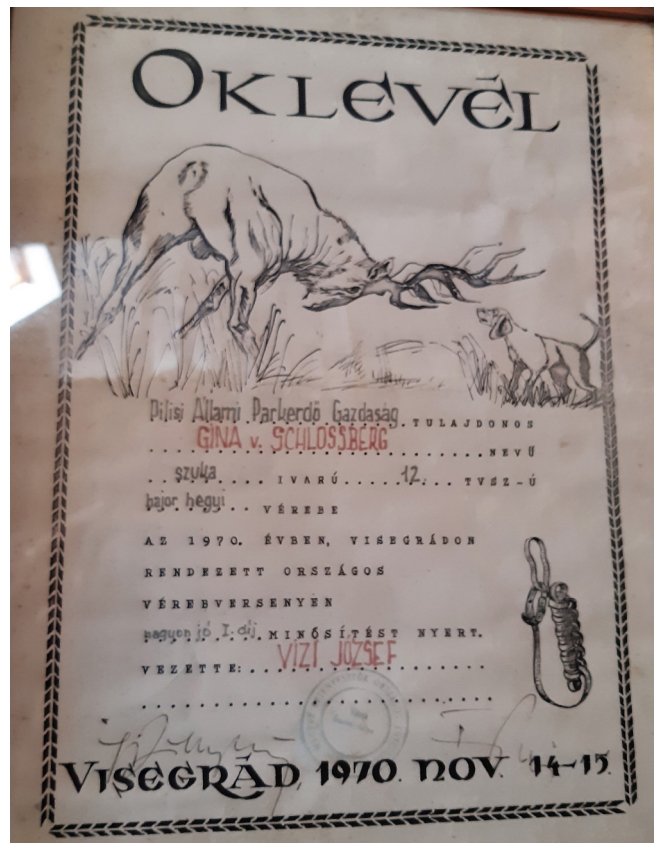 OKLEVÉL
Pilisi Állami Parkerdő Gazdaság TULAJDONOS
GINA v. SCHLOSSBERG NEVŰ
szuka IVARÚ 12. TVSZ-Ú
bajor hegyi VÉREBE
AZ 1970. ÉVBEN, VISEGRÁDON
RENDEZETT ORSZÁGOS
VÉREBVERSENYEN
nagyon jó I. díj MINŐSÍTÉST NYERT.
VEZETTE: VIZI JÓZSEF
VISEGRÁD, 1970. NOV. 14-15.